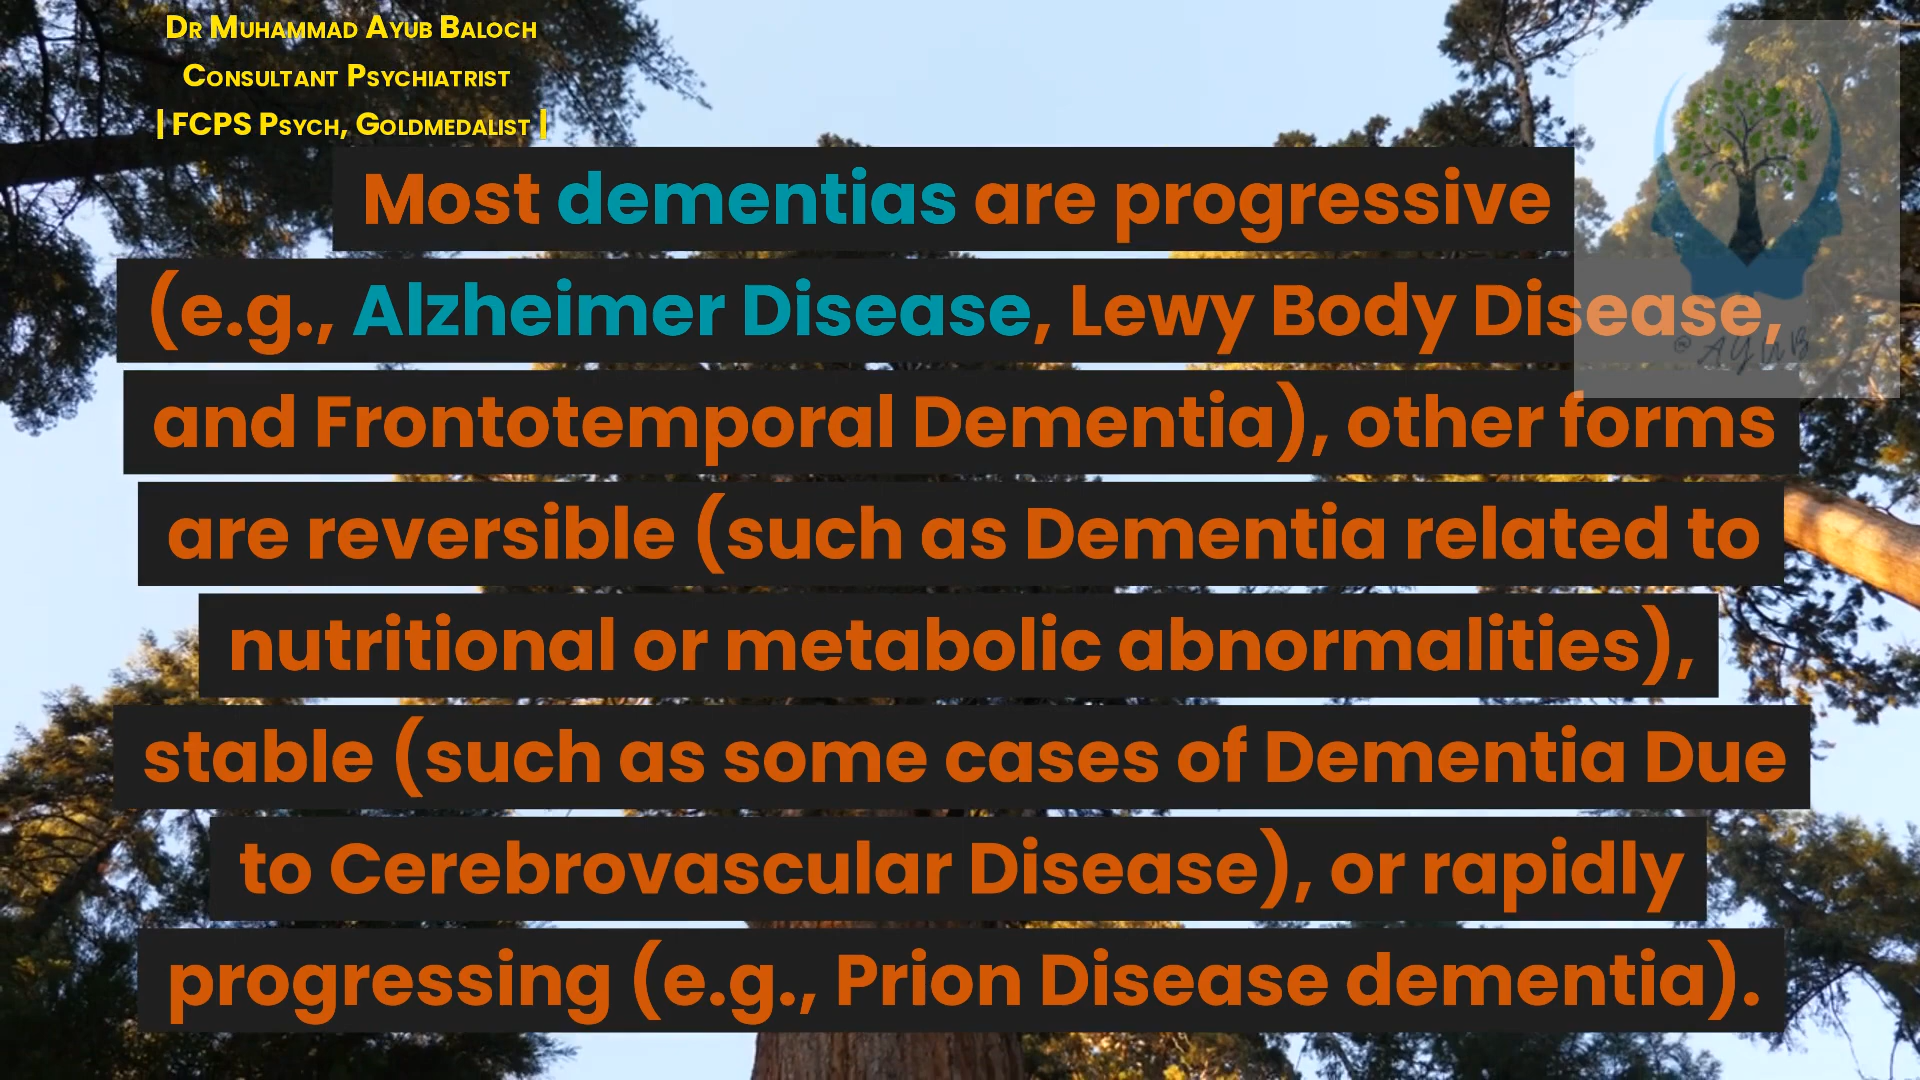 Dr Muhammad Ayub Baloch
Consultant Psychiatrist
| FCPS Psych, Goldmedalist |
Most dementias are progressive
(e.g., Alzheimer Disease, Lewy Body Disease,
@AYUB
and Frontotemporal Dementia), other forms
are reversible (such as Dementia related to
nutritional or metabolic abnormalities),
stable (such as some cases of Dementia Due
to Cerebrovascular Disease), or rapidly
progressing (e.g., Prion Disease dementia).